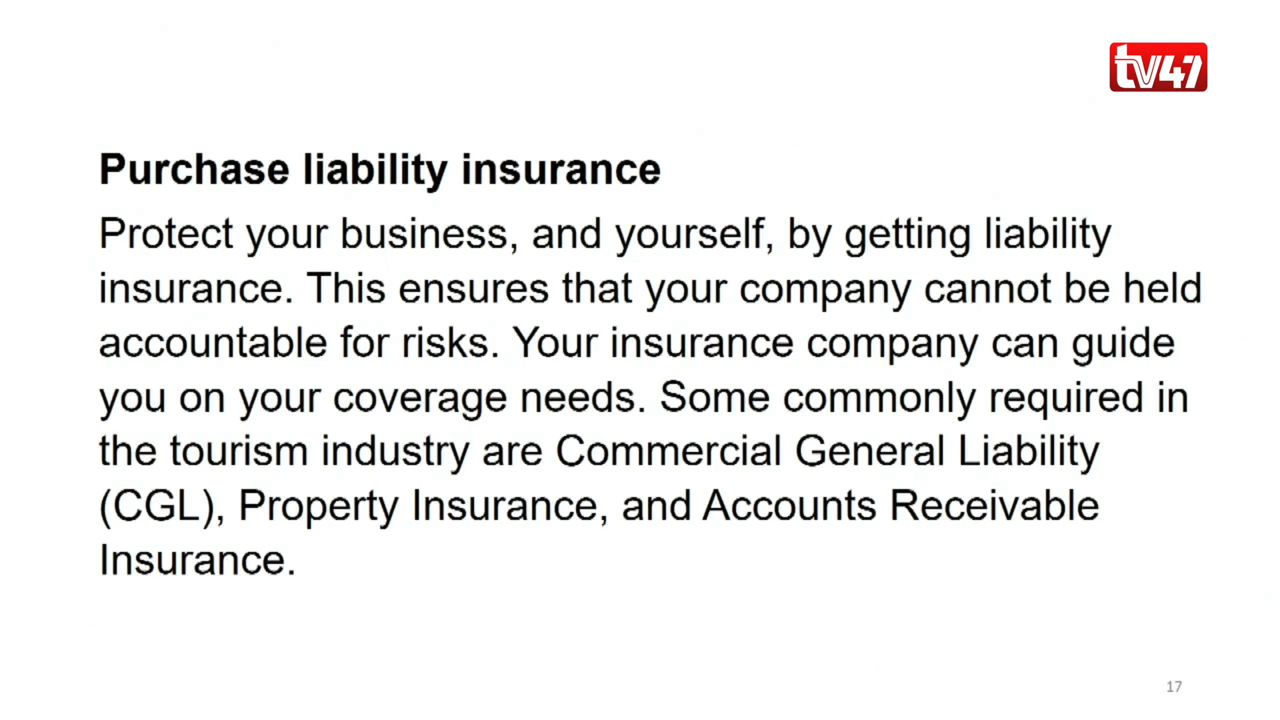 tv47
Purchase liability insurance
Protect your business, and yourself, by getting liability
insurance. This ensures that your company cannot be held
accountable for risks. Your insurance company can guide
you on your coverage needs. Some commonly required in
the tourism industry are Commercial General Liability
(CGL), Property Insurance, and Accounts Receivable
Insurance.
17